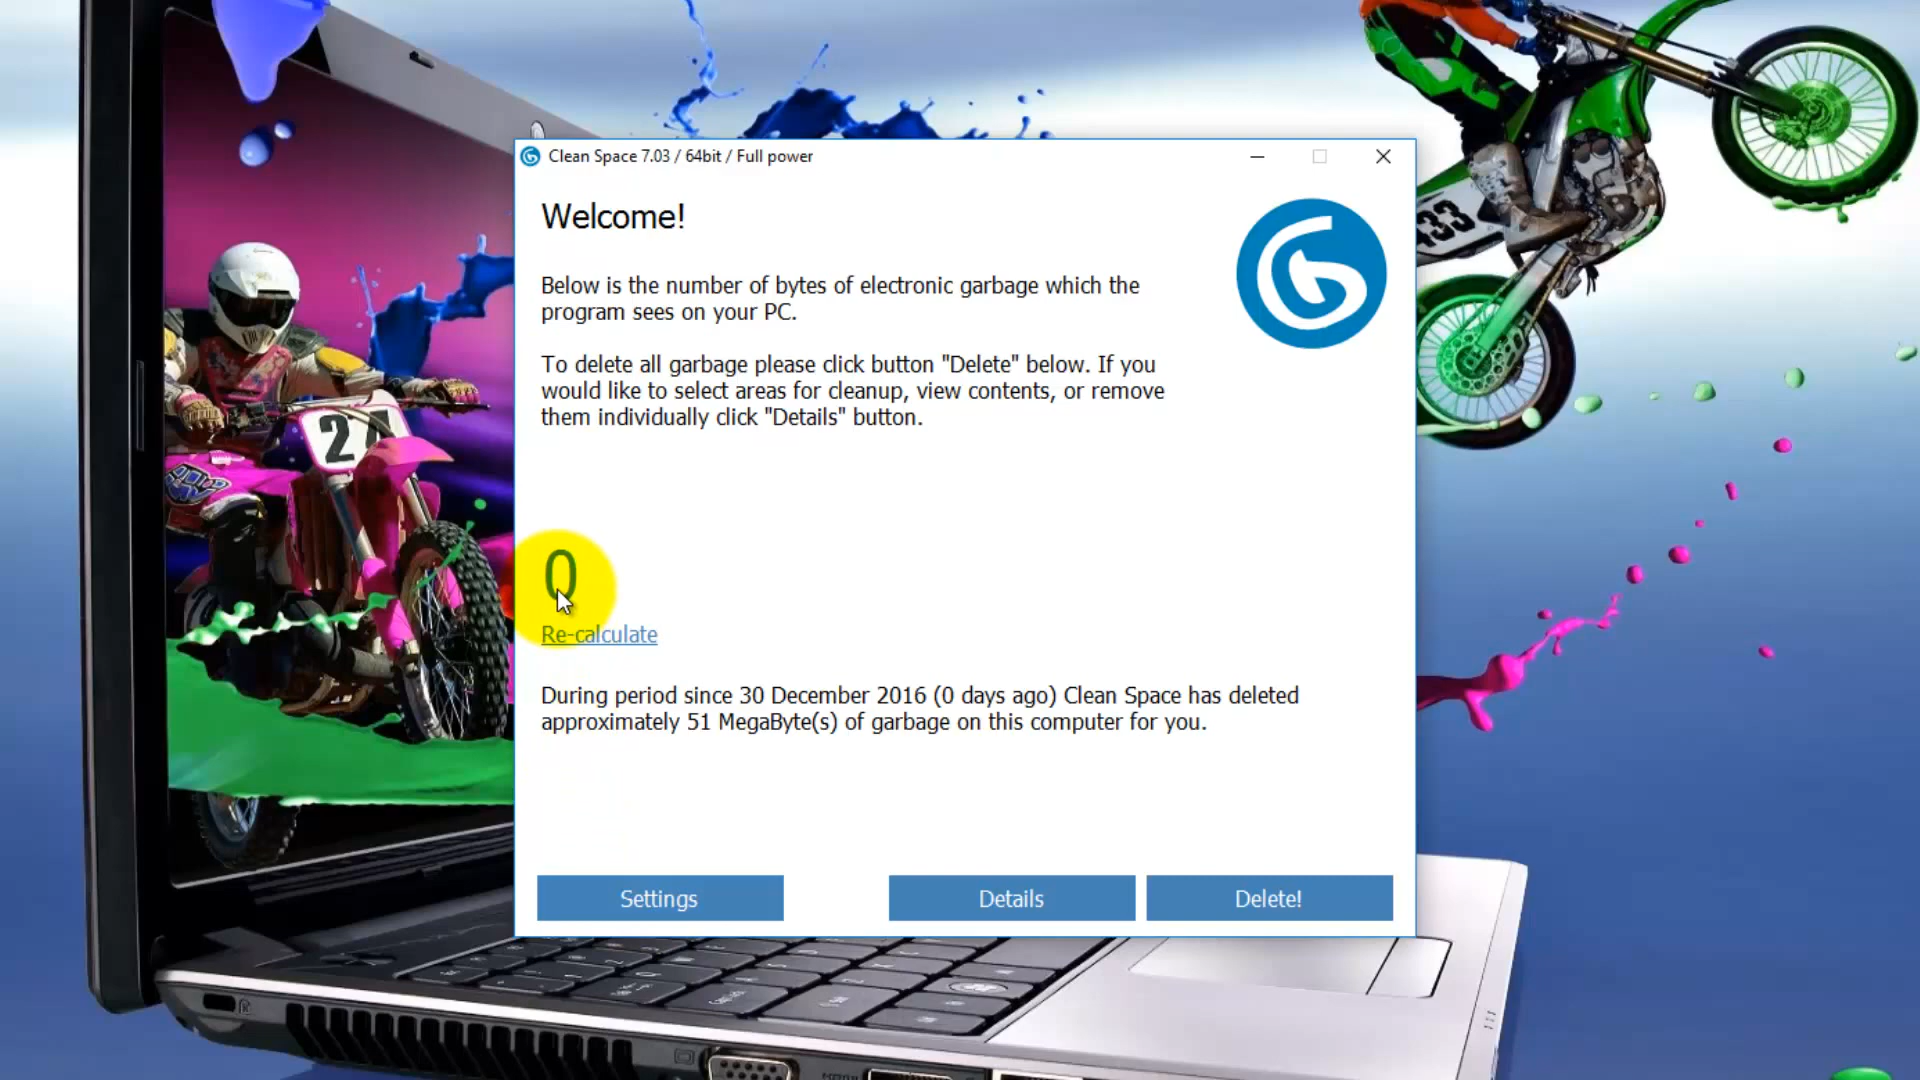 Clean Space 7.03 / 64bit / Full power
Welcome!
Below is the number of bytes of electronic garbage which the
program sees on your PC.
To delete all garbage please click button "Delete" below. If you
would like to select areas for cleanup, view contents, or remove
them individually click "Details" button.
0
Re-calculate
During period since 30 December 2016 (0 days ago) Clean Space has deleted
approximately 51 MegaByte(s) of garbage on this computer for you.
Settings
Details
Delete!
433